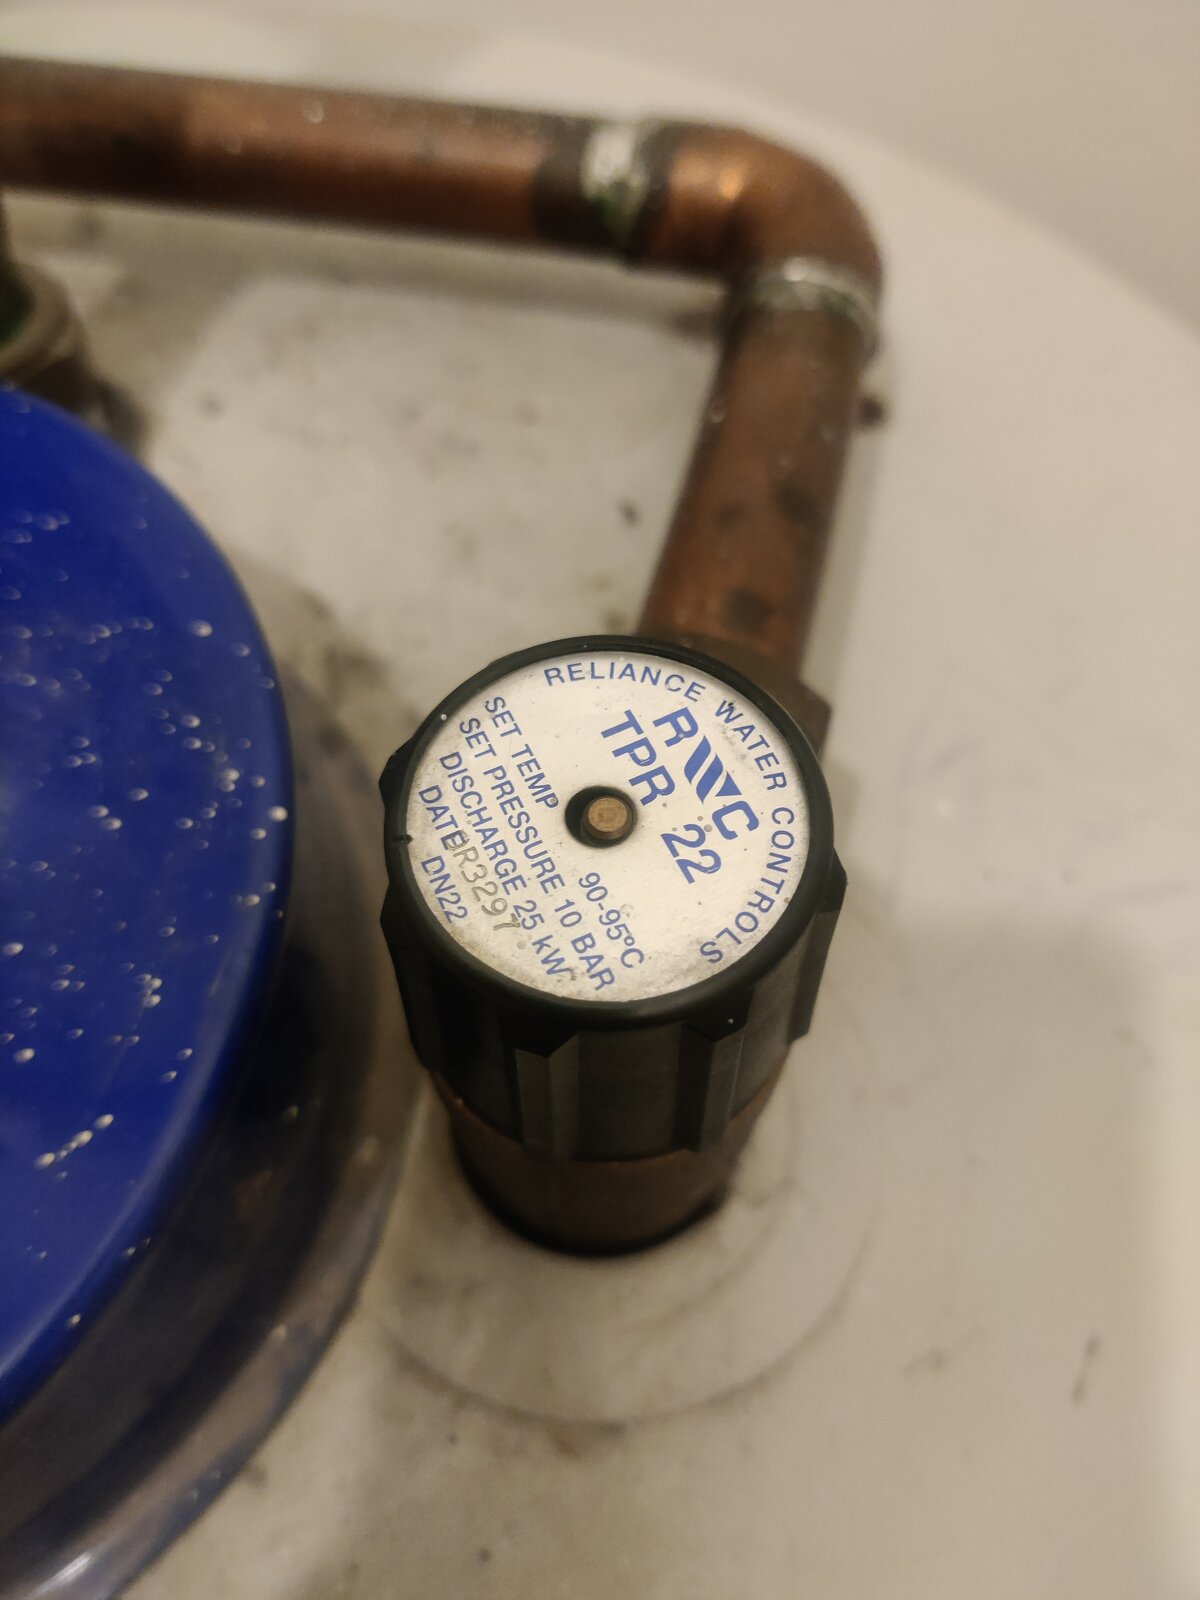 RELIANCE WATER CONTROLS
RWC
TPR 22
SET TEMP 90-95°C
SET PRESSURE 10 BAR
DISCHARGE 25 kW
DATE
DN22